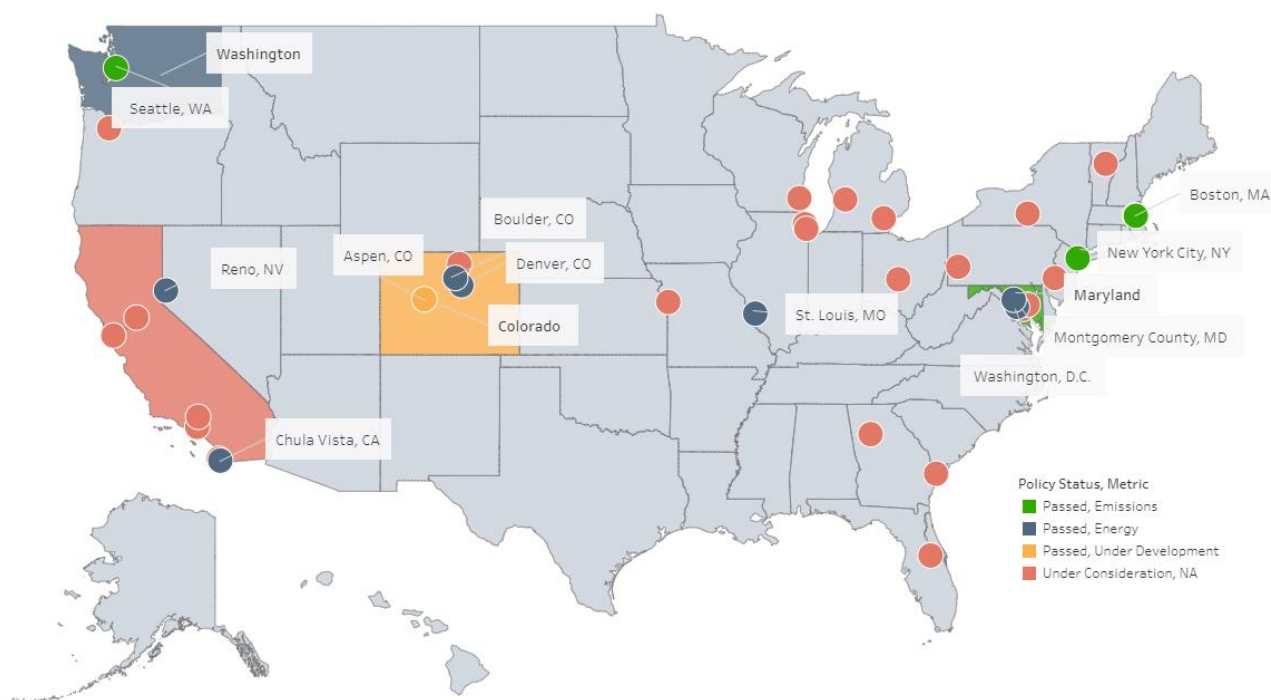 Washington
Seattle, WA
Boston, MA
Boulder, CO
New York City, NY
Aspen, CO
Denver, CO
Reno, NV
Maryland
St. Louis, MO
Colorado
Montgomery County, MD
Washington, D.C.
Chula Vista, CA
Policy Status, Metric
Passed, Emissions
Passed, Energy
Passed, Under Development
Under Consideration, NA